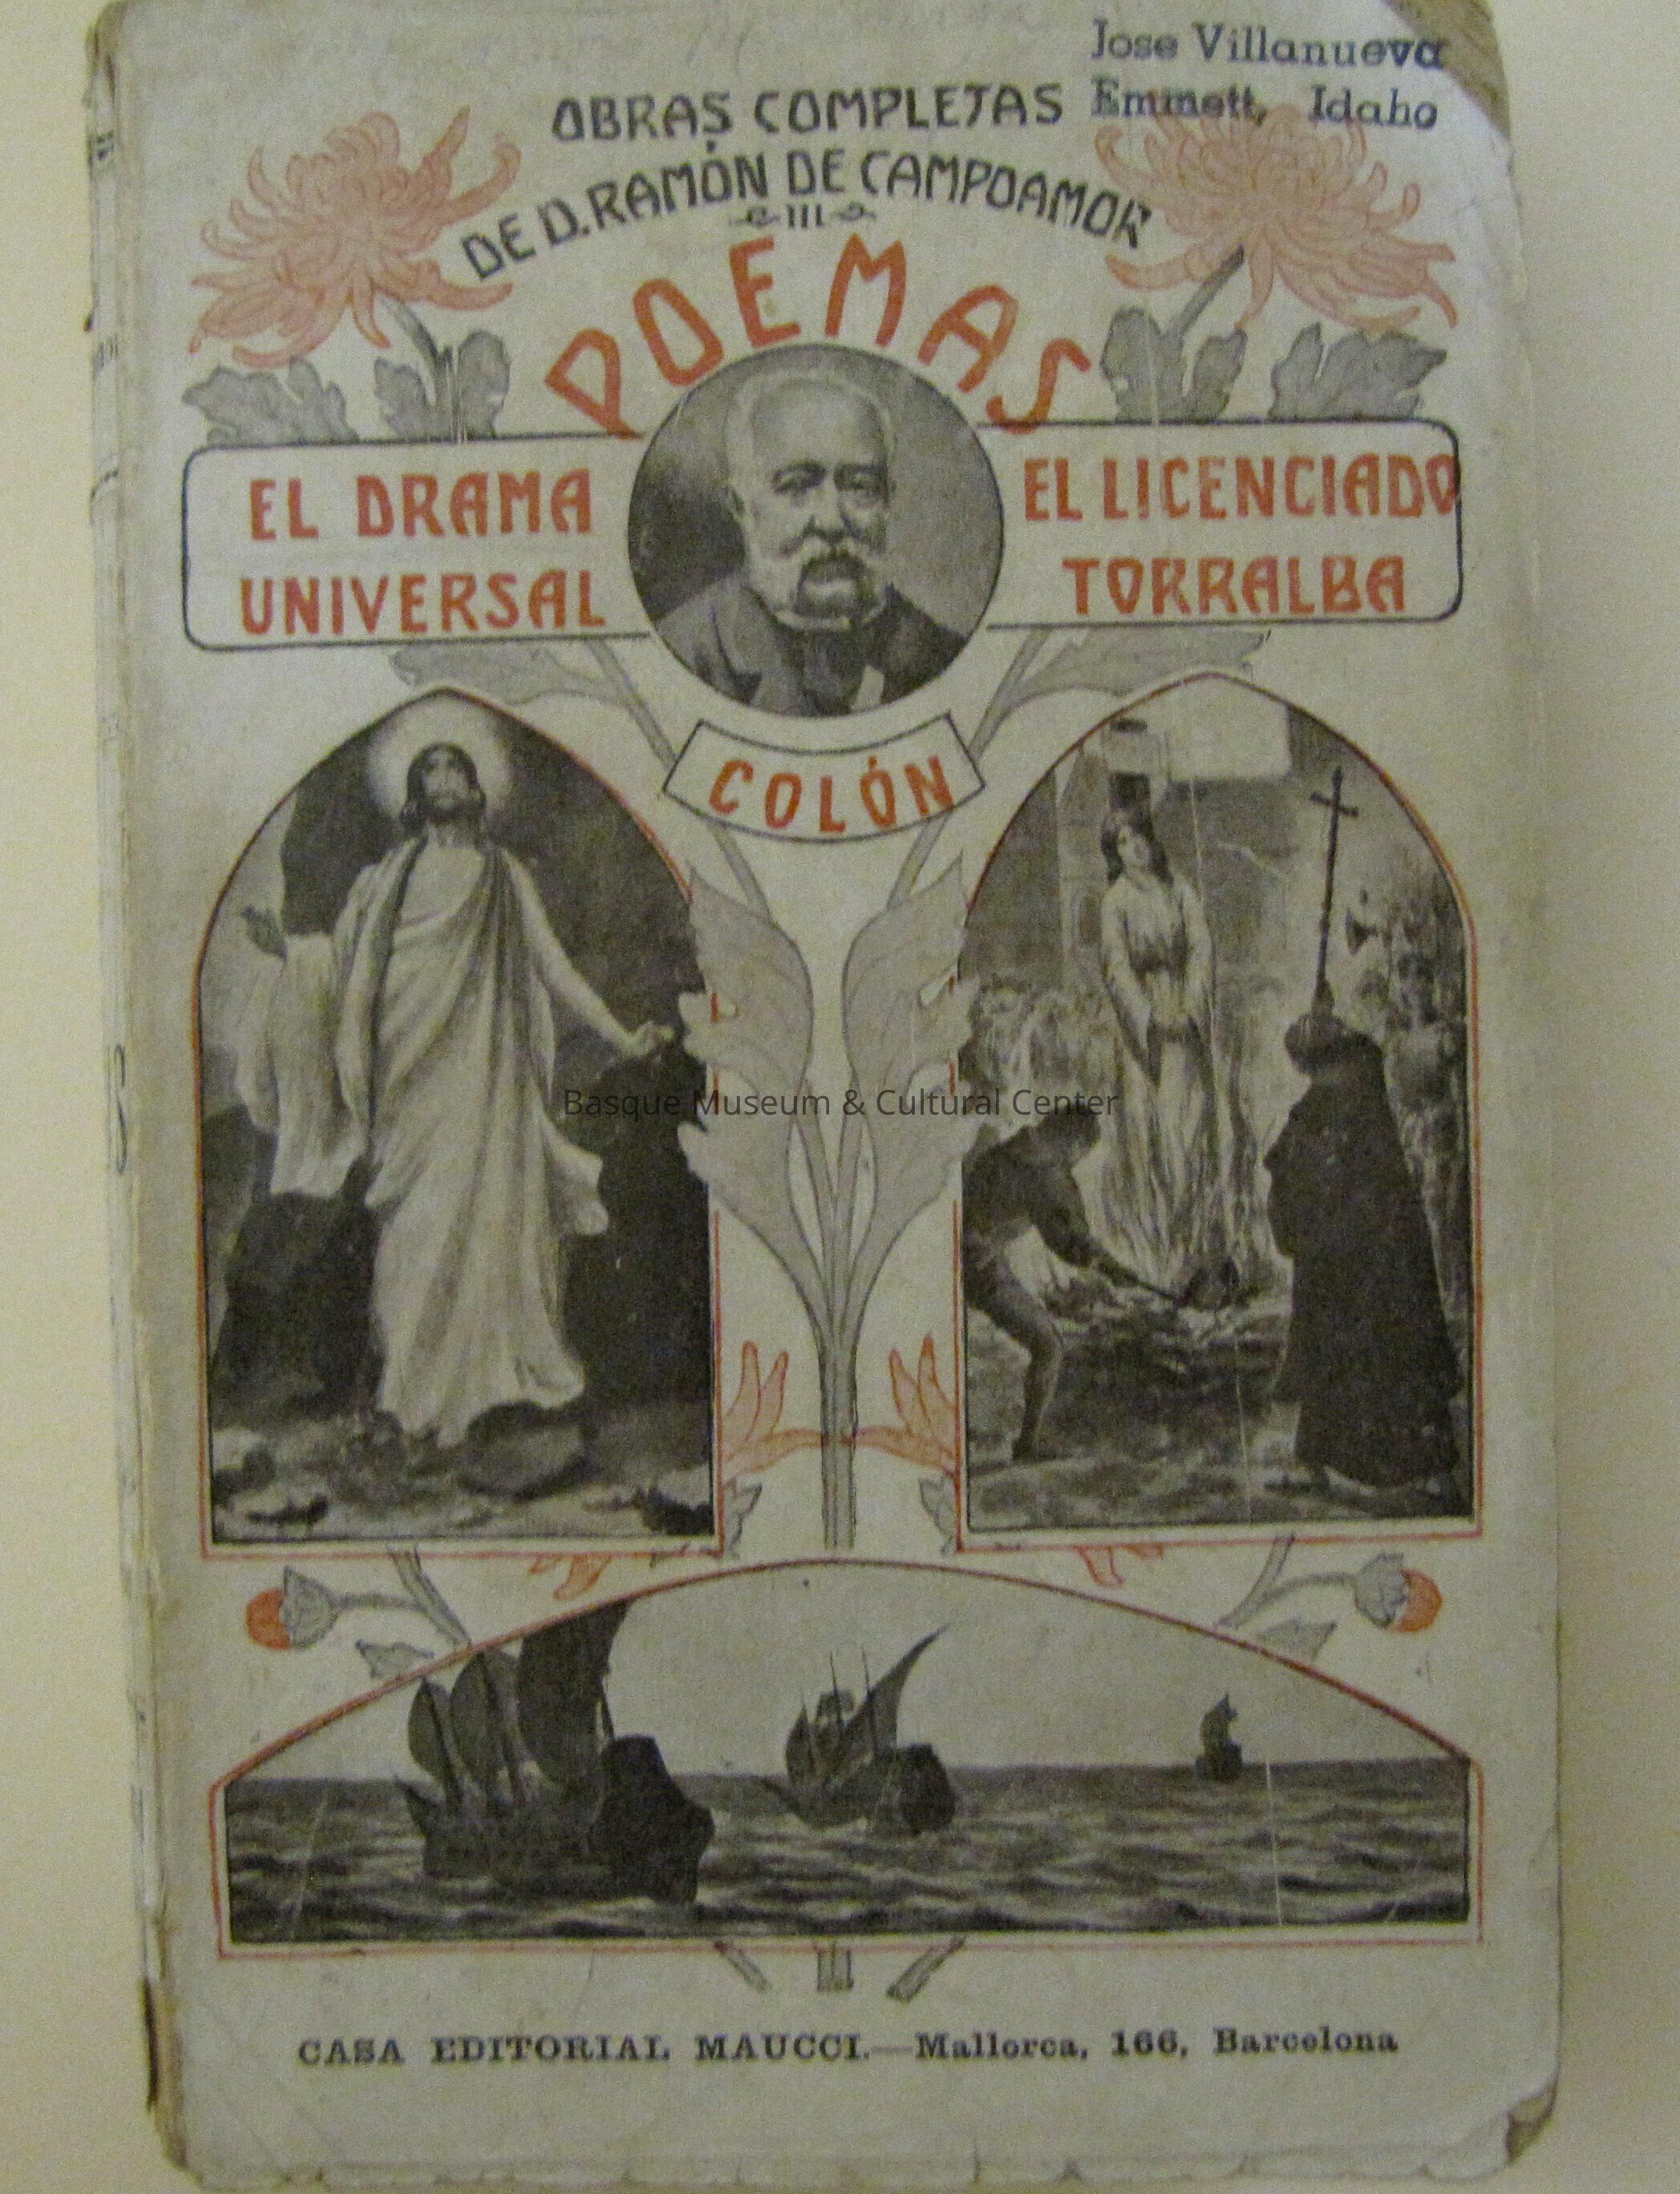 Jose Villanueva
Emmett, Idaho
OBRAS COMPLETAS
DE D. RAMÓN DE CAMPOAMOR
III
POEMAS
EL DRAMA
UNIVERSAL
EL LICENCIADO
TORRALBA
COLÓN
Basque Museum & Cultural Center
CASA EDITORIAL MAUCCI.—Mallorca, 166, Barcelona